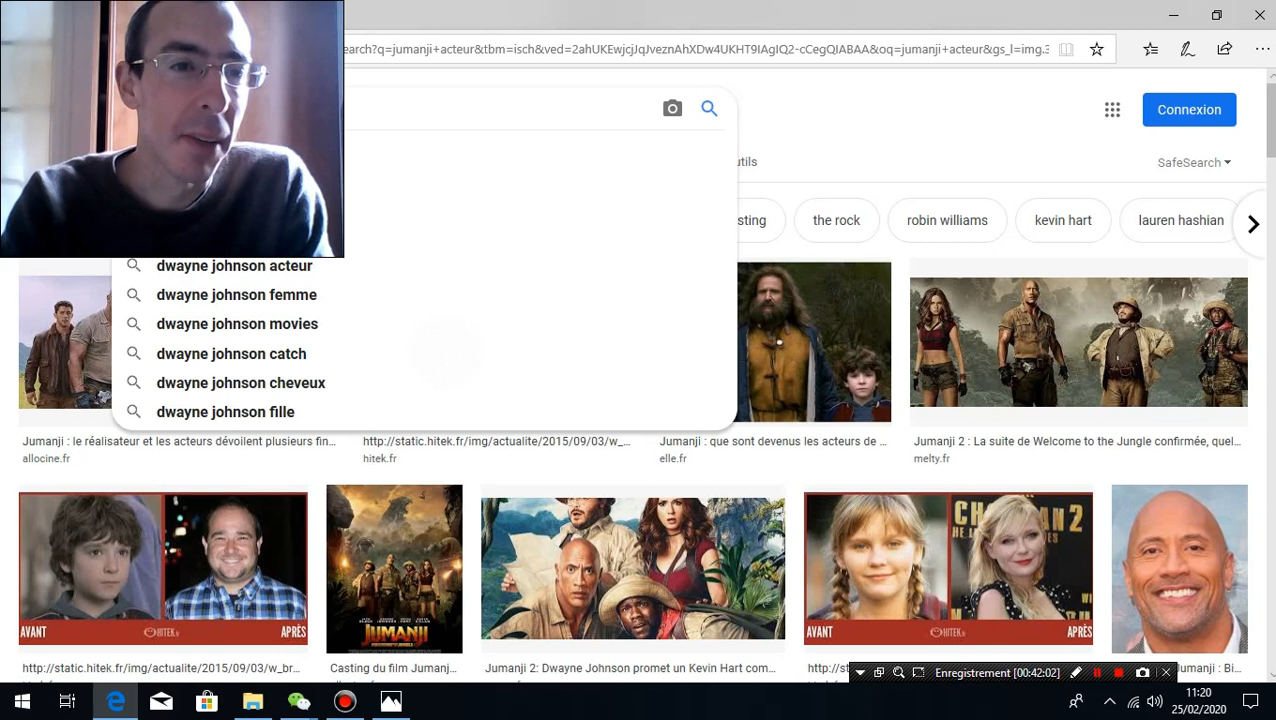 search?q=jumanji+acteur&tbm=isch&ved=2ahUKEwjcjJqJveznAhXDw4UKHT9IAgIQ2-cCegQIABAA&oq=jumanji+acteur&gs_l=img.3
Connexion
utils
SafeSearch
sting
the rock
robin williams
kevin hart
lauren hashian
dwayne johnson acteur
dwayne johnson femme
dwayne johnson movies
dwayne johnson catch
dwayne johnson cheveux
dwayne johnson fille
Jumanji : le réalisateur et les acteurs dévoilent plusieurs fin...
allocine.fr
http://static.hitek.fr/img/actualite/2015/09/03/w_...
hitek.fr
Jumanji : que sont devenus les acteurs de ...
elle.fr
Jumanji 2 : La suite de Welcome to the Jungle confirmée, quel...
melty.fr
AVANT
HITEK.fr
APRÈS
JUMANJI
AVANT
HITEK.fr
APRÈS
http://static.hitek.fr/img/actualite/2015/09/03/w_br...
Casting du film Jumanj...
Jumanji 2: Dwayne Johnson promet un Kevin Hart com...
Jumanji : Bi...
Enregistrement [00:42:02]
11:20
25/02/2020